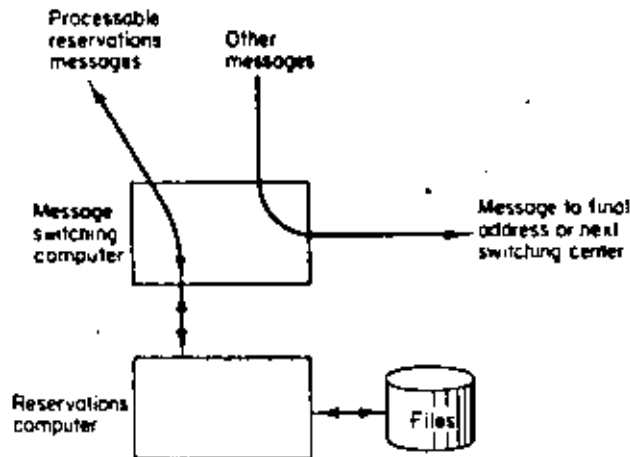 Processable
reservations
messages
Other
messages
Message
switching
computer
Message to final
address or next
switching center
Reservations
computer
Files